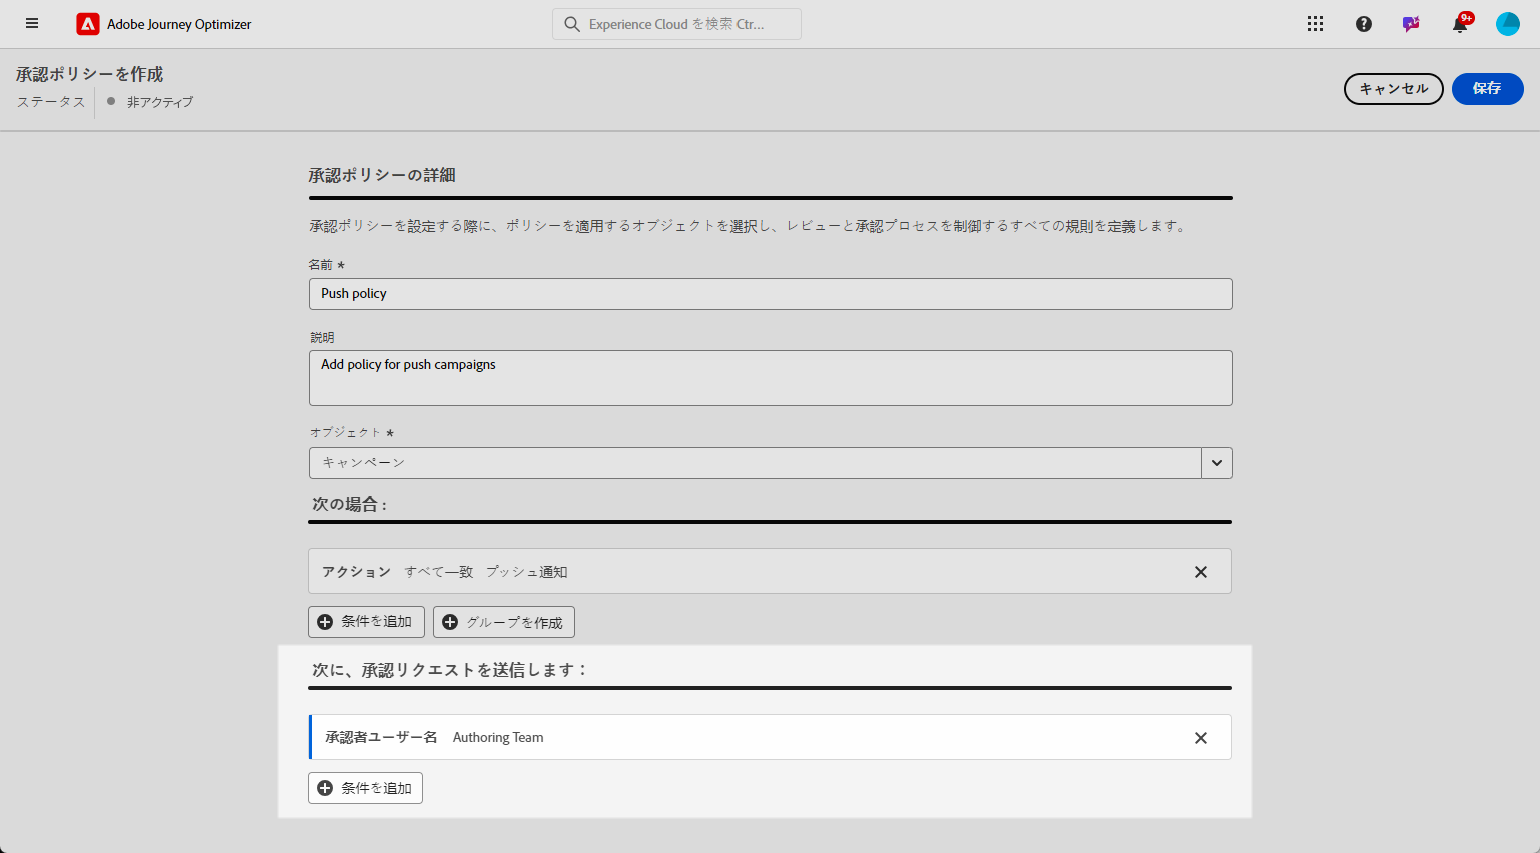 Adobe Journey Optimizer
Experience Cloud を検索 Ctr...
9+
承認ポリシーを作成
ステータス
非アクティブ
キャンセル
保存
承認ポリシーの詳細
承認ポリシーを設定する際に、ポリシーを適用するオブジェクトを選択し、レビューと承認プロセスを制御するすべての規則を定義します。
名前 *
Push policy
説明
Add policy for push campaigns
オブジェクト *
キャンペーン
次の場合 :
アクション すべて一致 プッシュ通知
条件を追加
グループを作成
次に、承認リクエストを送信します：
承認者ユーザー名 Authoring Team
条件を追加